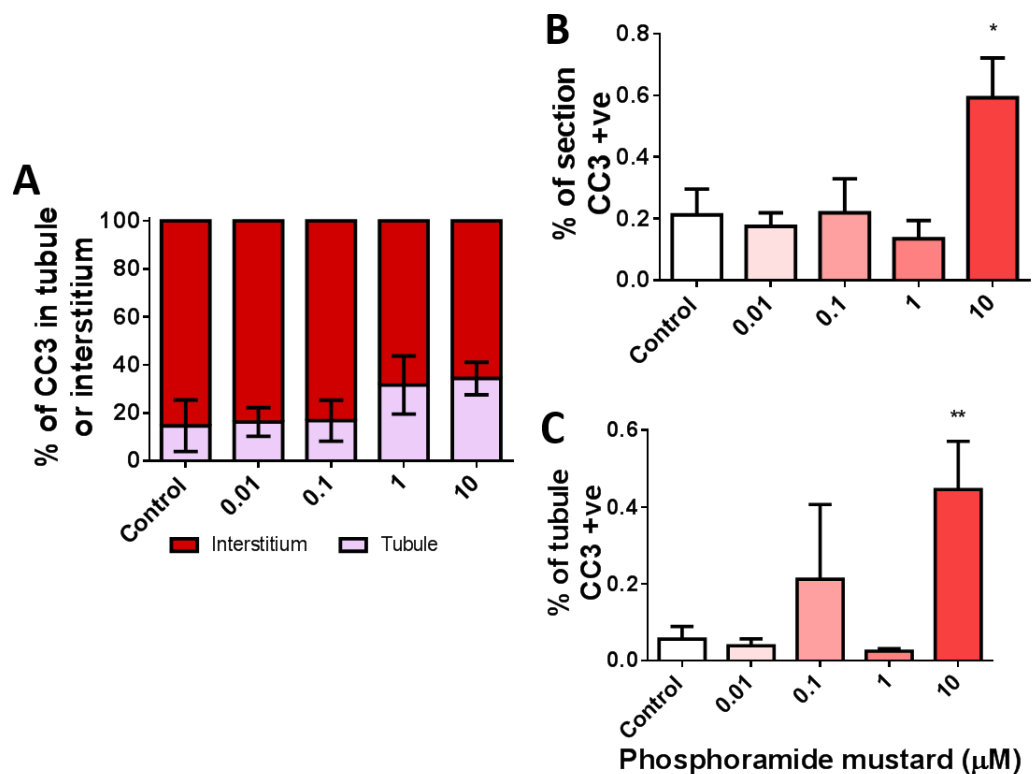 A
% of CC3 in tubule
or interstitium
100
80
60
40
20
0
Control
0.01
0.1
1
10
Interstitium
Tubule
B
% of section
CC3 +ve
0.8
0.6
0.4
0.2
0.0
*
Control
0.01
0.1
1
10
C
% of tubule
CC3 +ve
0.6
0.4
0.2
0.0
**
Control
0.01
0.1
1
10
Phosphoramide mustard (μM)